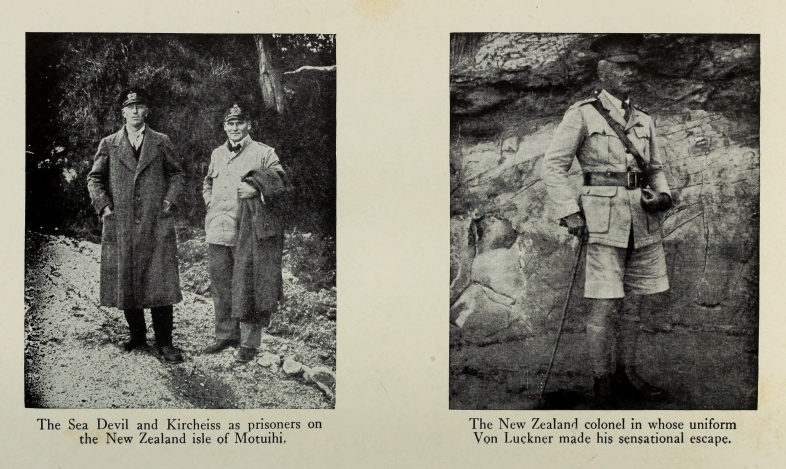 The Sea Devil and Kircheiss as prisoners on
the New Zealand isle of Motuihi.
The New Zealand colonel in whose uniform
Von Luckner made his sensational escape.